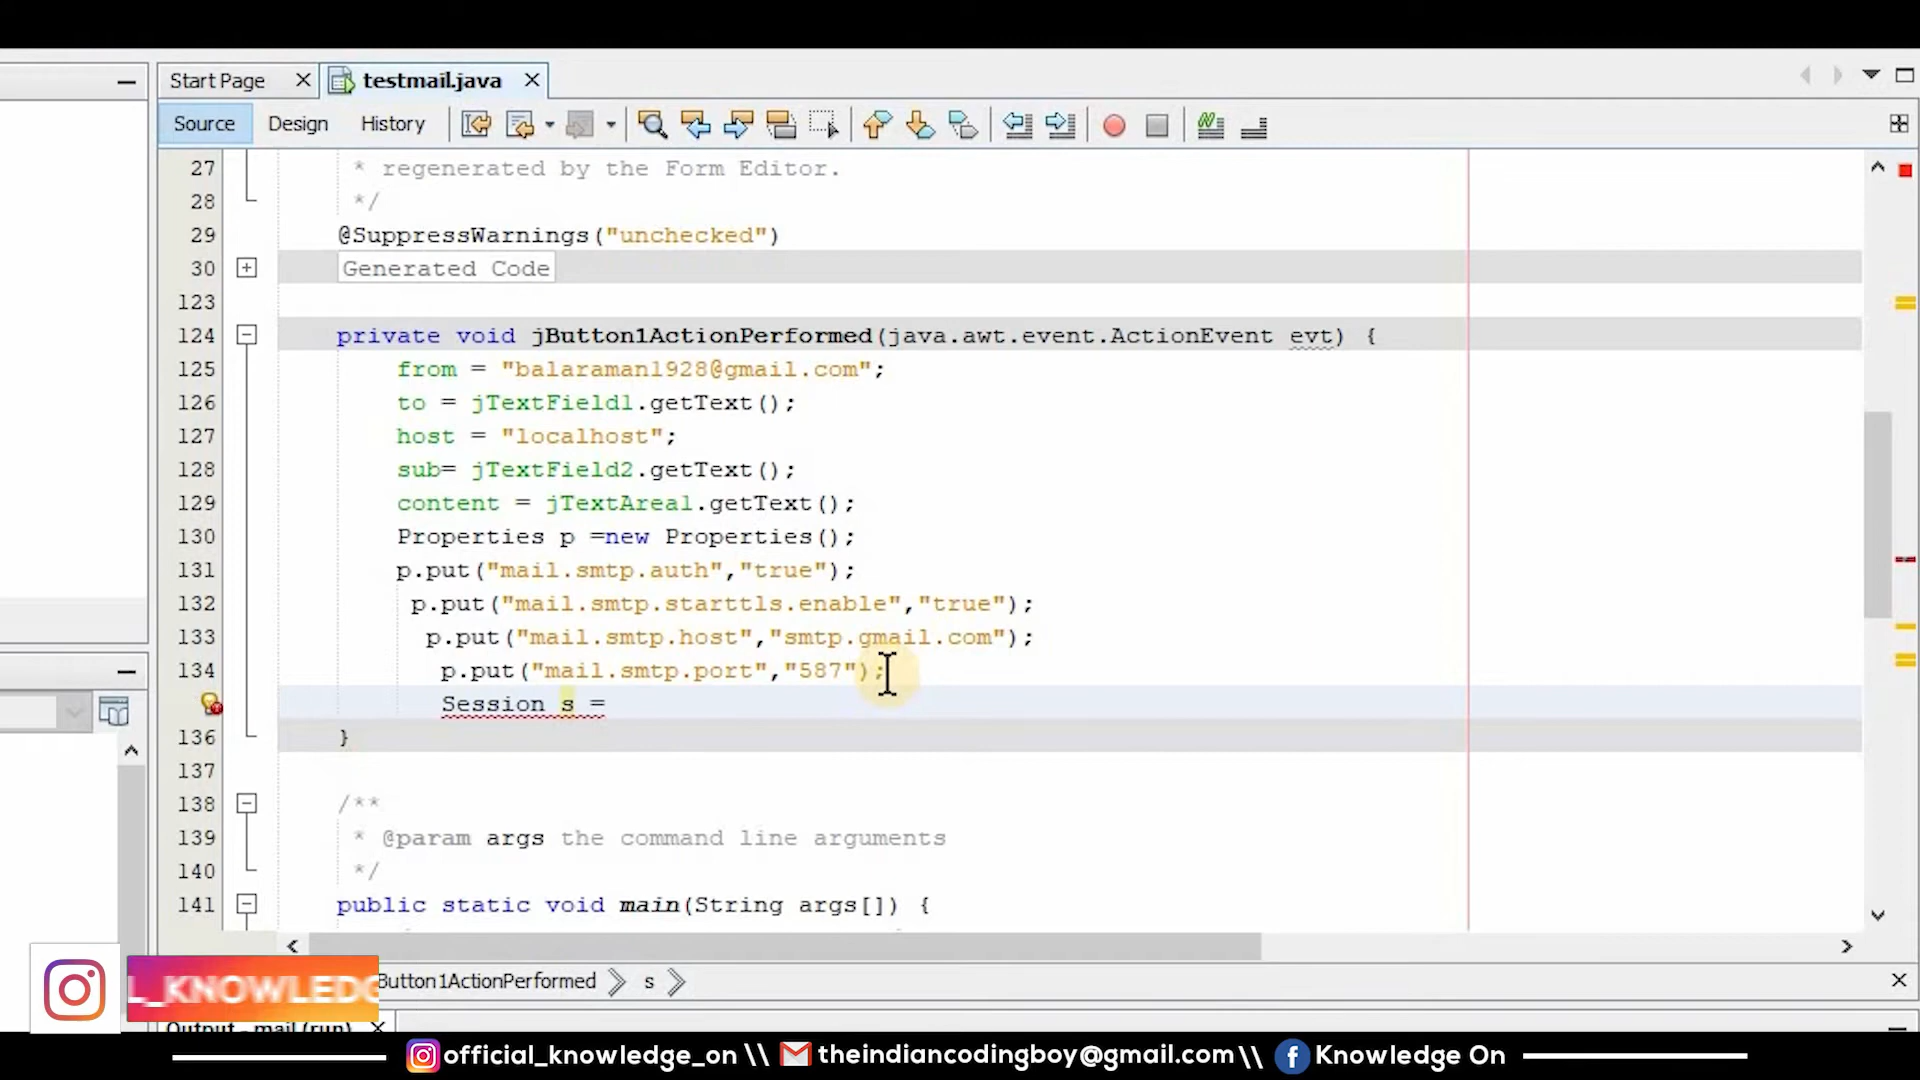 Start Page
testmail.java
Source Design History
27 * regenerated by the Form Editor.
28 */
29 @SuppressWarnings("unchecked")
30 Generated Code
123
124 private void jButton1ActionPerformed(java.awt.event.ActionEvent evt) {
125 from = "balaraman1928@gmail.com";
126 to = jTextField1.getText();
127 host = "localhost";
128 sub= jTextField2.getText();
129 content = jTextArea1.getText();
130 Properties p =new Properties();
131 p.put("mail.smtp.auth","true");
132 p.put("mail.smtp.starttls.enable","true");
133 p.put("mail.smtp.host","smtp.gmail.com");
134 p.put("mail.smtp.port","587");
Session s =
136 }
137
138 /**
139 * @param args the command line arguments
140 */
141 public static void main(String args[]) {
Button1ActionPerformed s
L_KNOWLEDG
Output - mail (run)
official_knowledge_on \\ theindiancodingboy@gmail.com \\ Knowledge On